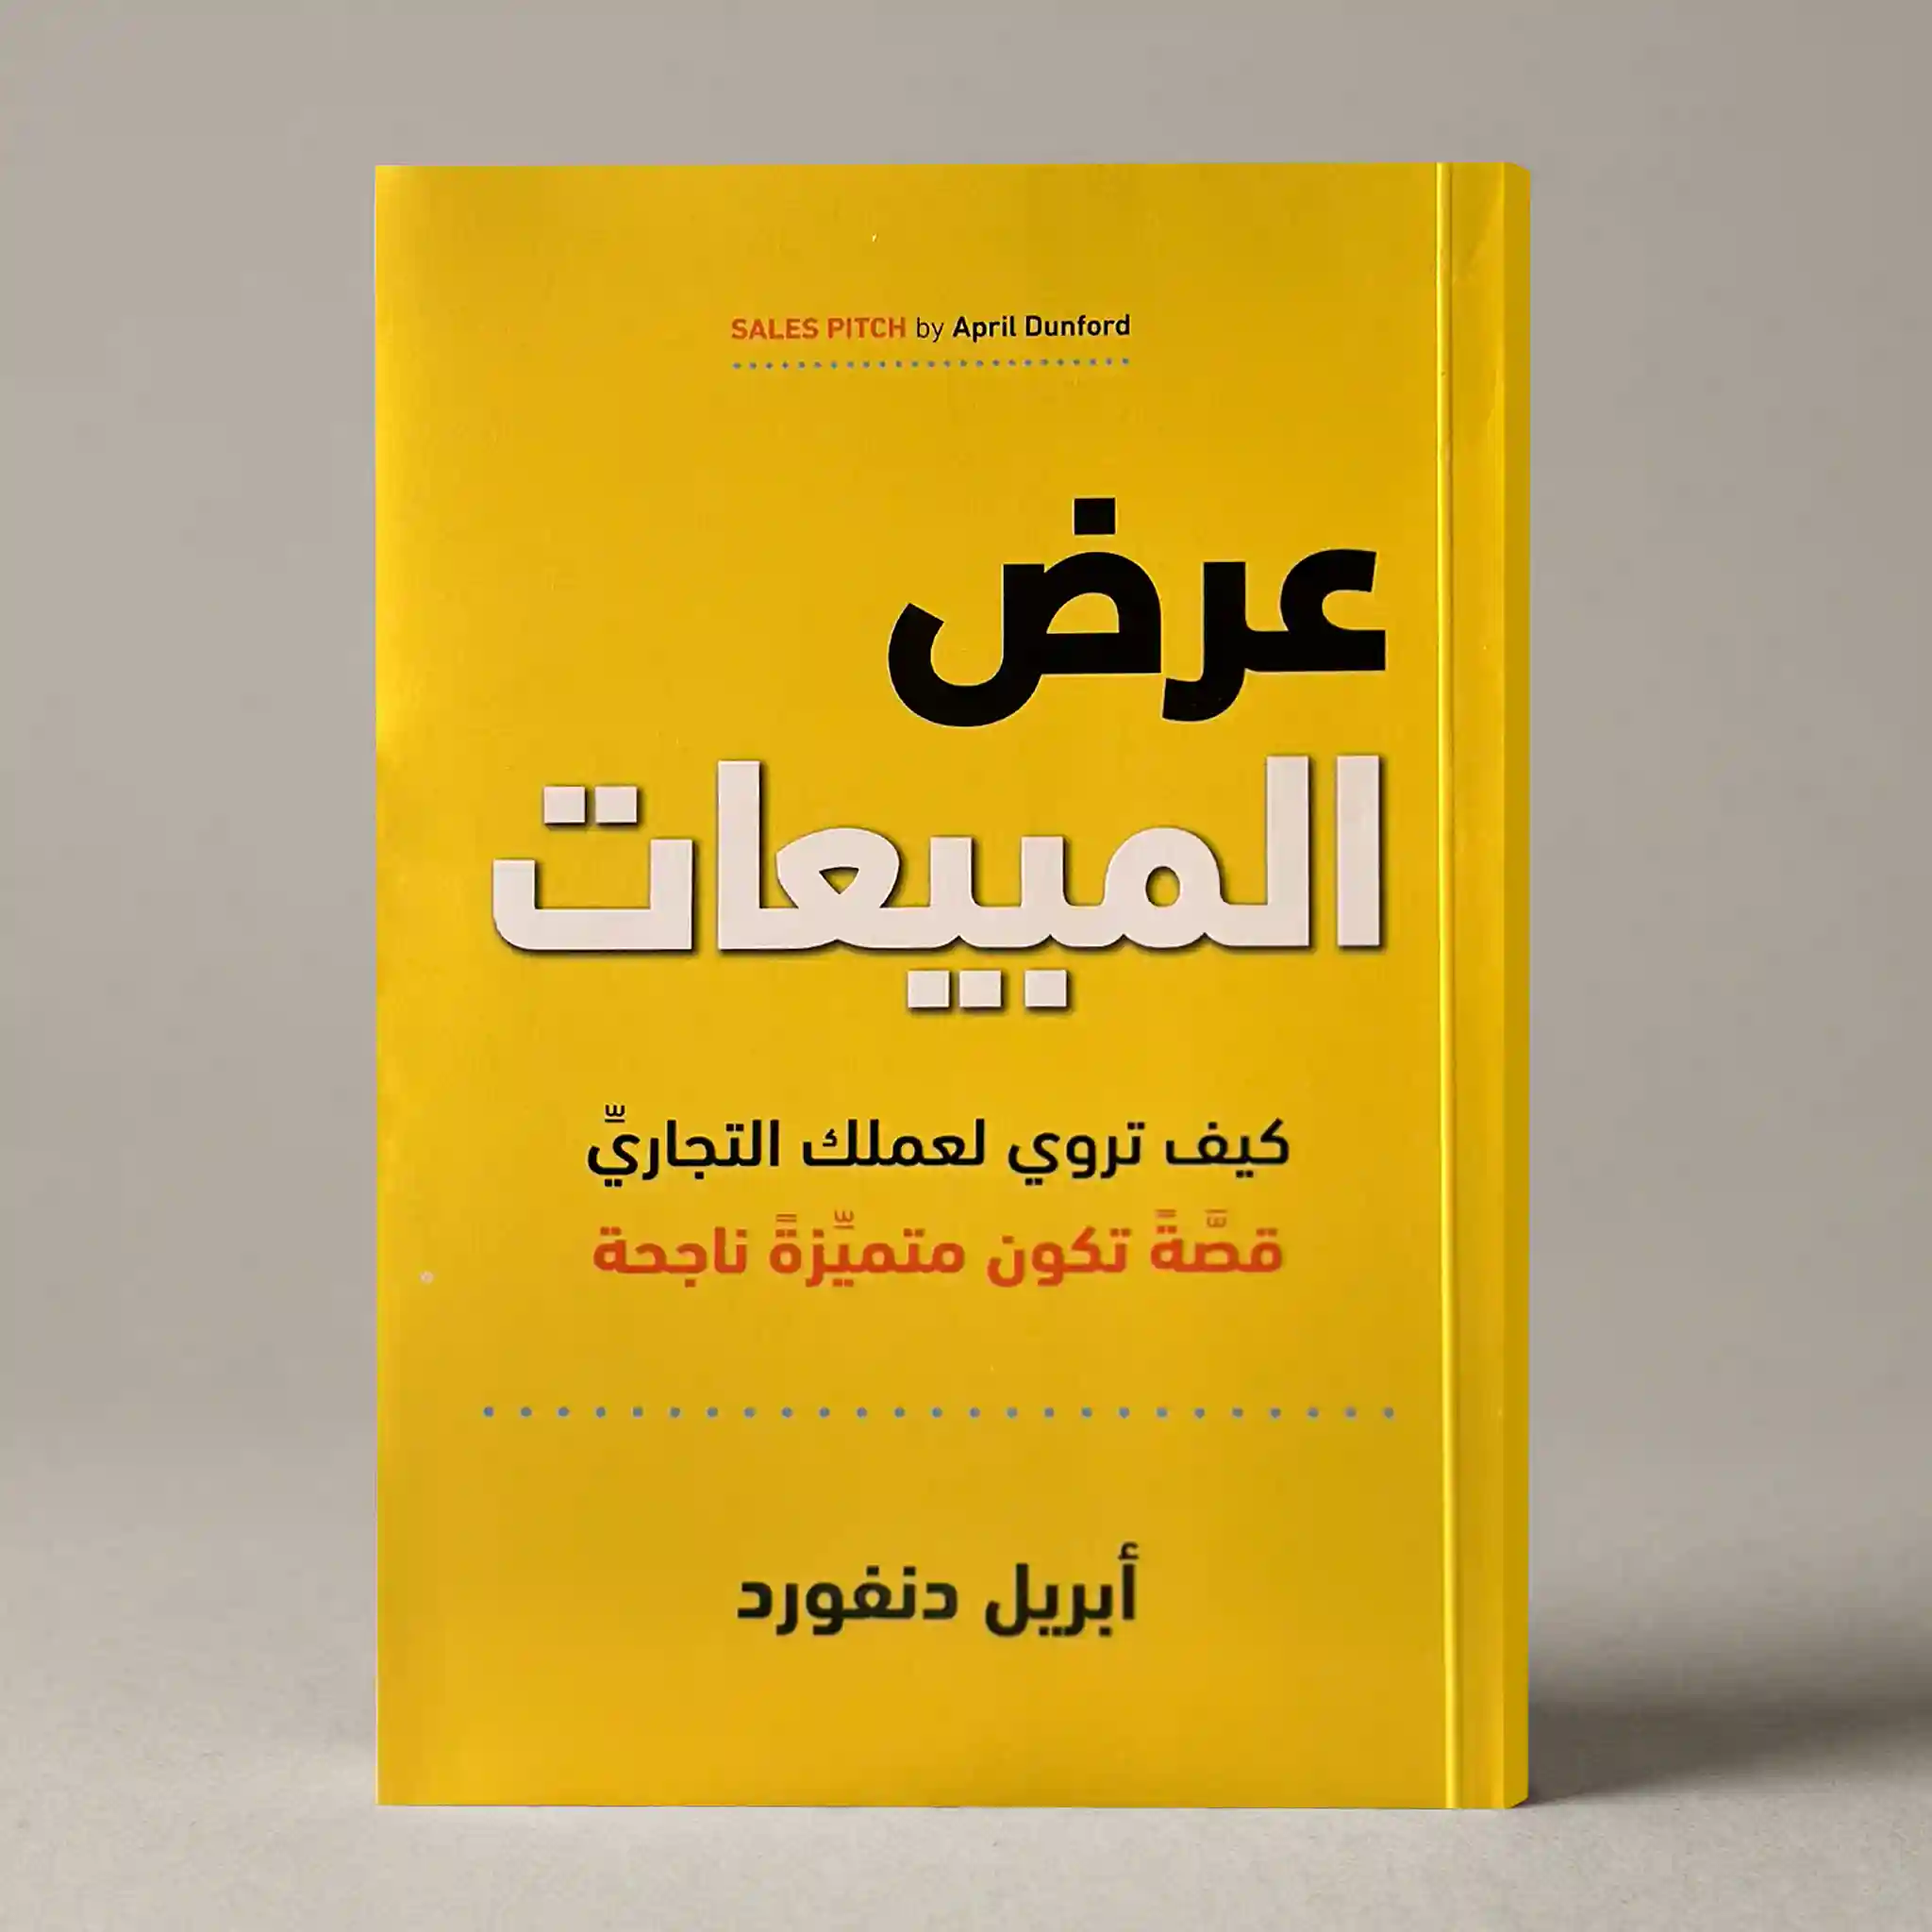 SALES PITCH by April Dunford
عرض
المبيعات
كيف تروي لعملك التجاريِّ
قصَّةً تكون متميِّزةً ناجحة
أبريل دنفورد